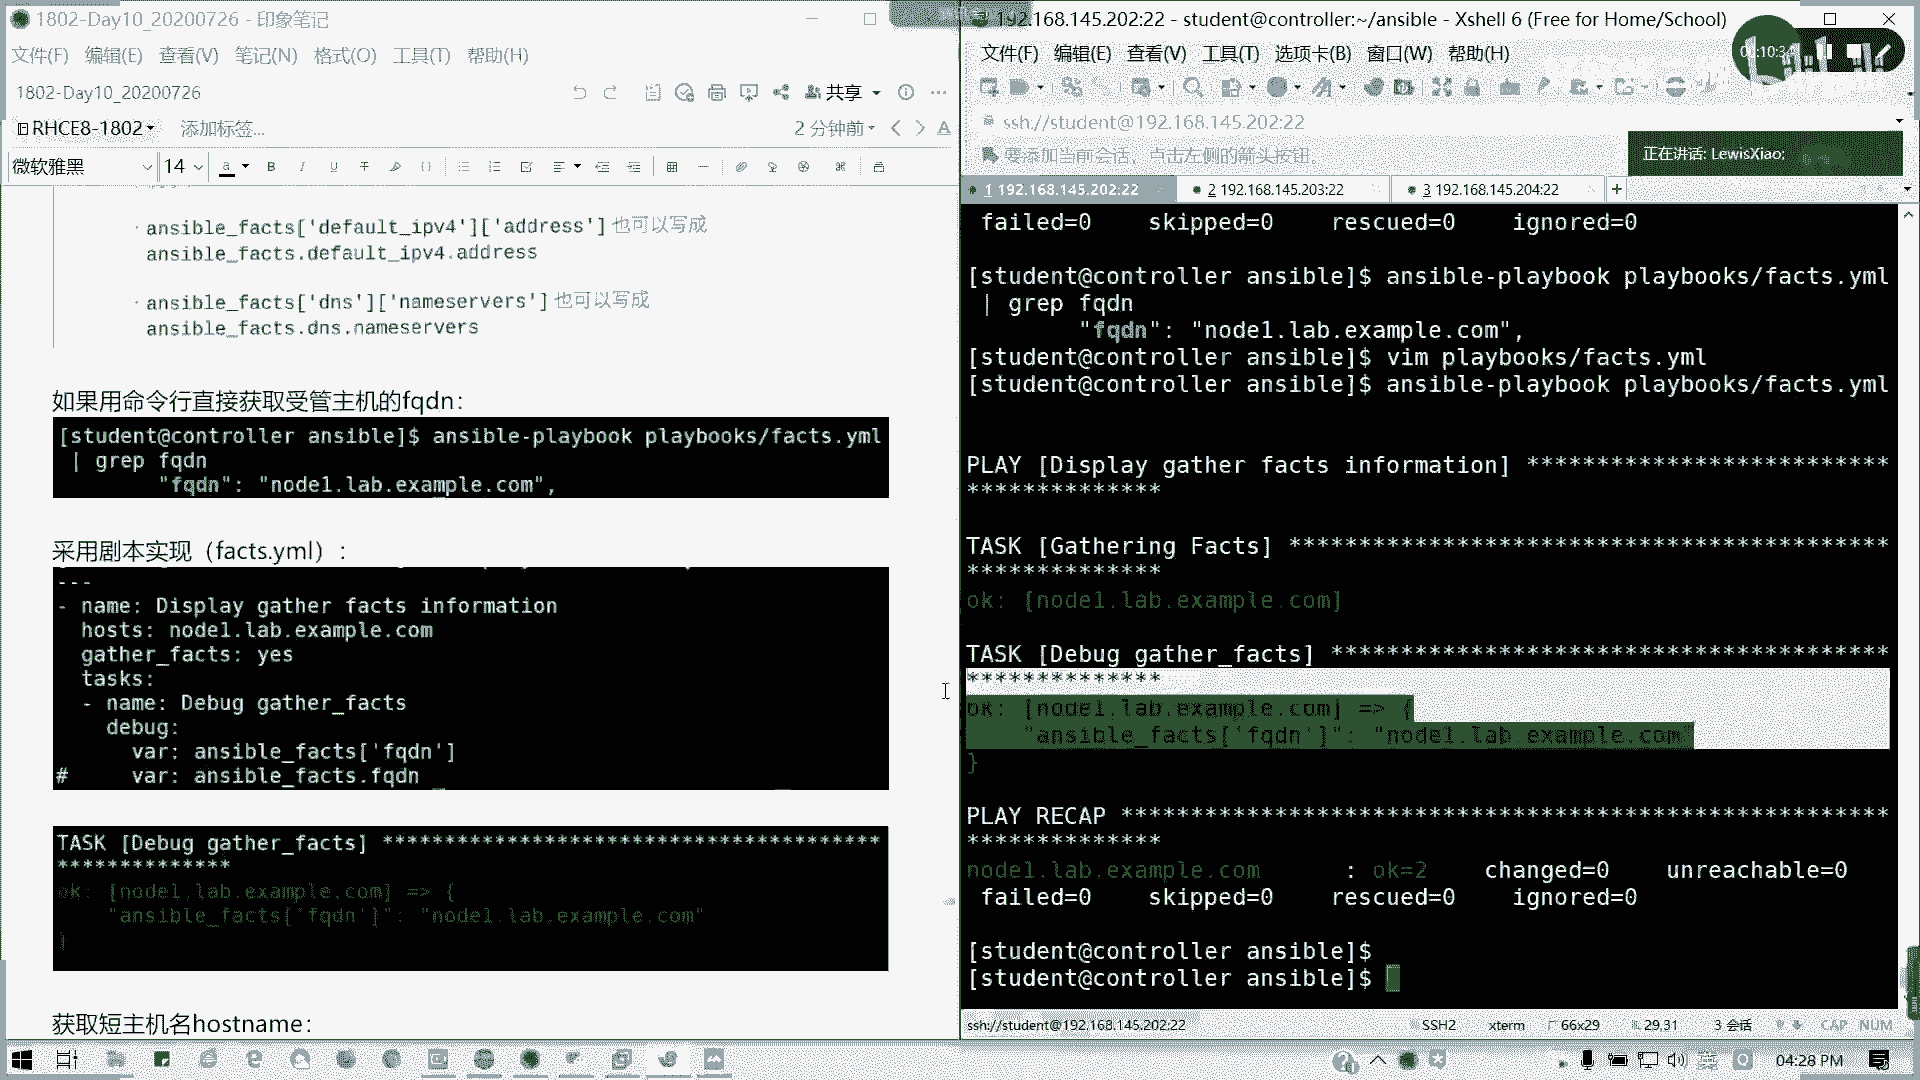 1802-Day10_20200726 - 印象笔记
文件(F) 编辑(E) 查看(V) 笔记(N) 格式(O) 工具(T) 帮助(H)
1802-Day10_20200726
共享
RHCE8-1802
添加标签...
2 分钟前
微软雅黑
14
ansible_facts['default_ipv4']['address'] 也可以写成
ansible_facts.default_ipv4.address
ansible_facts['dns']['nameservers'] 也可以写成
ansible_facts.dns.nameservers
如果用命令行直接获取受管主机的fqdn：
[student@controller ansible]$ ansible-playbook playbooks/facts.yml
| grep fqdn
"fqdn": "node1.lab.example.com",
采用剧本实现（facts.yml）：
---
- name: Display gather facts information
hosts: node1.lab.example.com
gather_facts: yes
tasks:
- name: Debug gather_facts
debug:
var: ansible_facts['fqdn']
# var: ansible_facts.fqdn
TASK [Debug gather_facts] ****************************************
**************
ok: [node1.lab.example.com] => {
"ansible_facts['fqdn']": "node1.lab.example.com"
}
获取短主机名hostname：
192.168.145.202:22 - student@controller:~/ansible - Xshell 6 (Free for Home/School)
文件(F) 编辑(E) 查看(V) 工具(T) 选项卡(B) 窗口(W) 帮助(H)
ssh://student@192.168.145.202:22
要添加当前会话，点击左侧的箭头按钮。
正在讲话: LewisXiao;
1 192.168.145.202:22
2 192.168.145.203:22
3 192.168.145.204:22
failed=0 skipped=0 rescued=0 ignored=0
[student@controller ansible]$ ansible-playbook playbooks/facts.yml
| grep fqdn
"fqdn": "node1.lab.example.com",
[student@controller ansible]$ vim playbooks/facts.yml
[student@controller ansible]$ ansible-playbook playbooks/facts.yml
PLAY [Display gather facts information] **************************
**************
TASK [Gathering Facts] *******************************************
**************
ok: [node1.lab.example.com]
TASK [Debug gather_facts] ****************************************
**************
ok: [node1.lab.example.com] => {
"ansible_facts['fqdn']": "node1.lab.example.com"
}
PLAY RECAP *******************************************************
**************
node1.lab.example.com : ok=2 changed=0 unreachable=0
failed=0 skipped=0 rescued=0 ignored=0
[student@controller ansible]$
[student@controller ansible]$
ssh://student@192.168.145.202:22
SSH2
xterm
66x29
29,31
3 会话
CAP NUM
英
04:28 PM